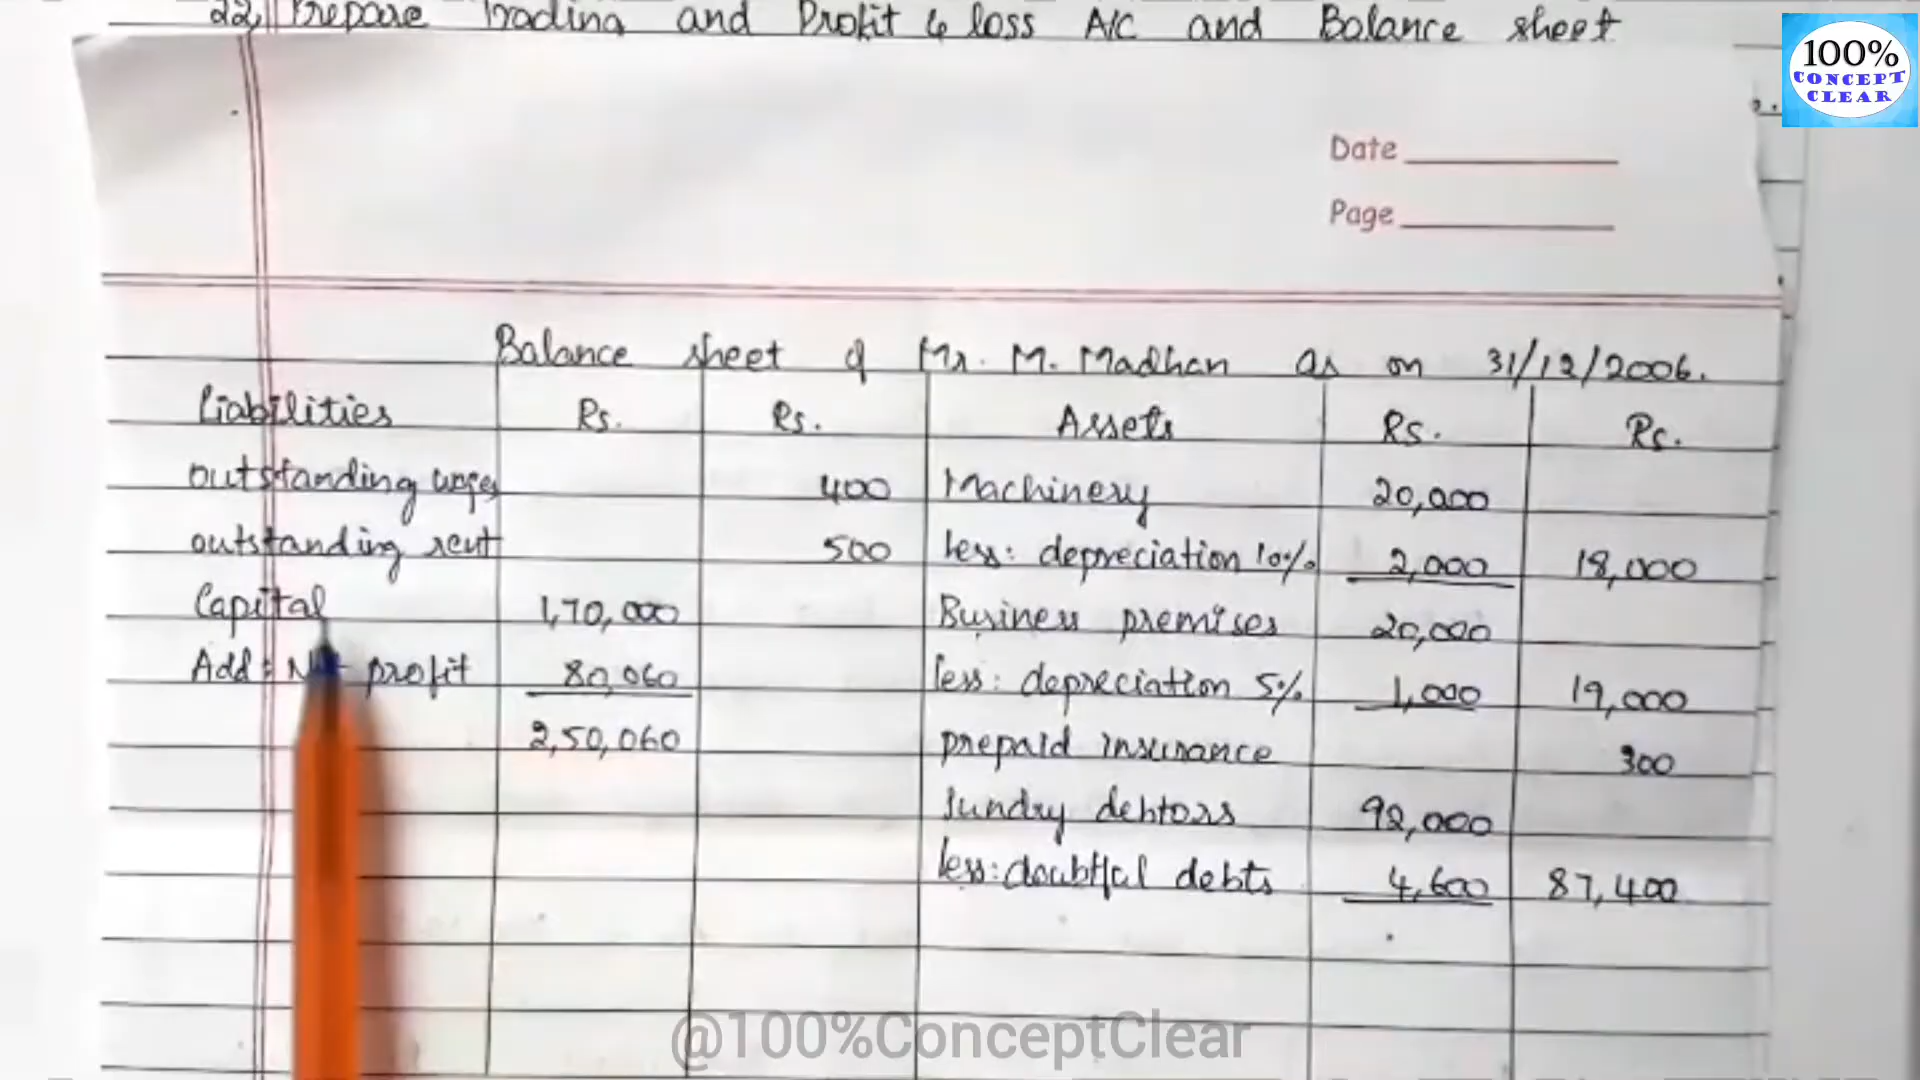 22, Prepare Trading and Profit & loss A/C and Balance sheet
100%
CONCEPT
CLEAR
Date
Page
Balance sheet of Mr. M. Madhan as on 31/12/2006.
Liabilities Rs. Rs. Assets Rs. Rs.
outstanding wages 400 Machinery 20,000
outstanding rent 500 less: depreciation 10% 2,000 18,000
Capital 1,70,000 Business premises 20,000
Add: Net profit 80,060 less: depreciation 5% 1,000 19,000
2,50,060 prepaid insurance 300
Sundry debtors 92,000
less: doubtful debts 4,600 87,400
@100%ConceptClear